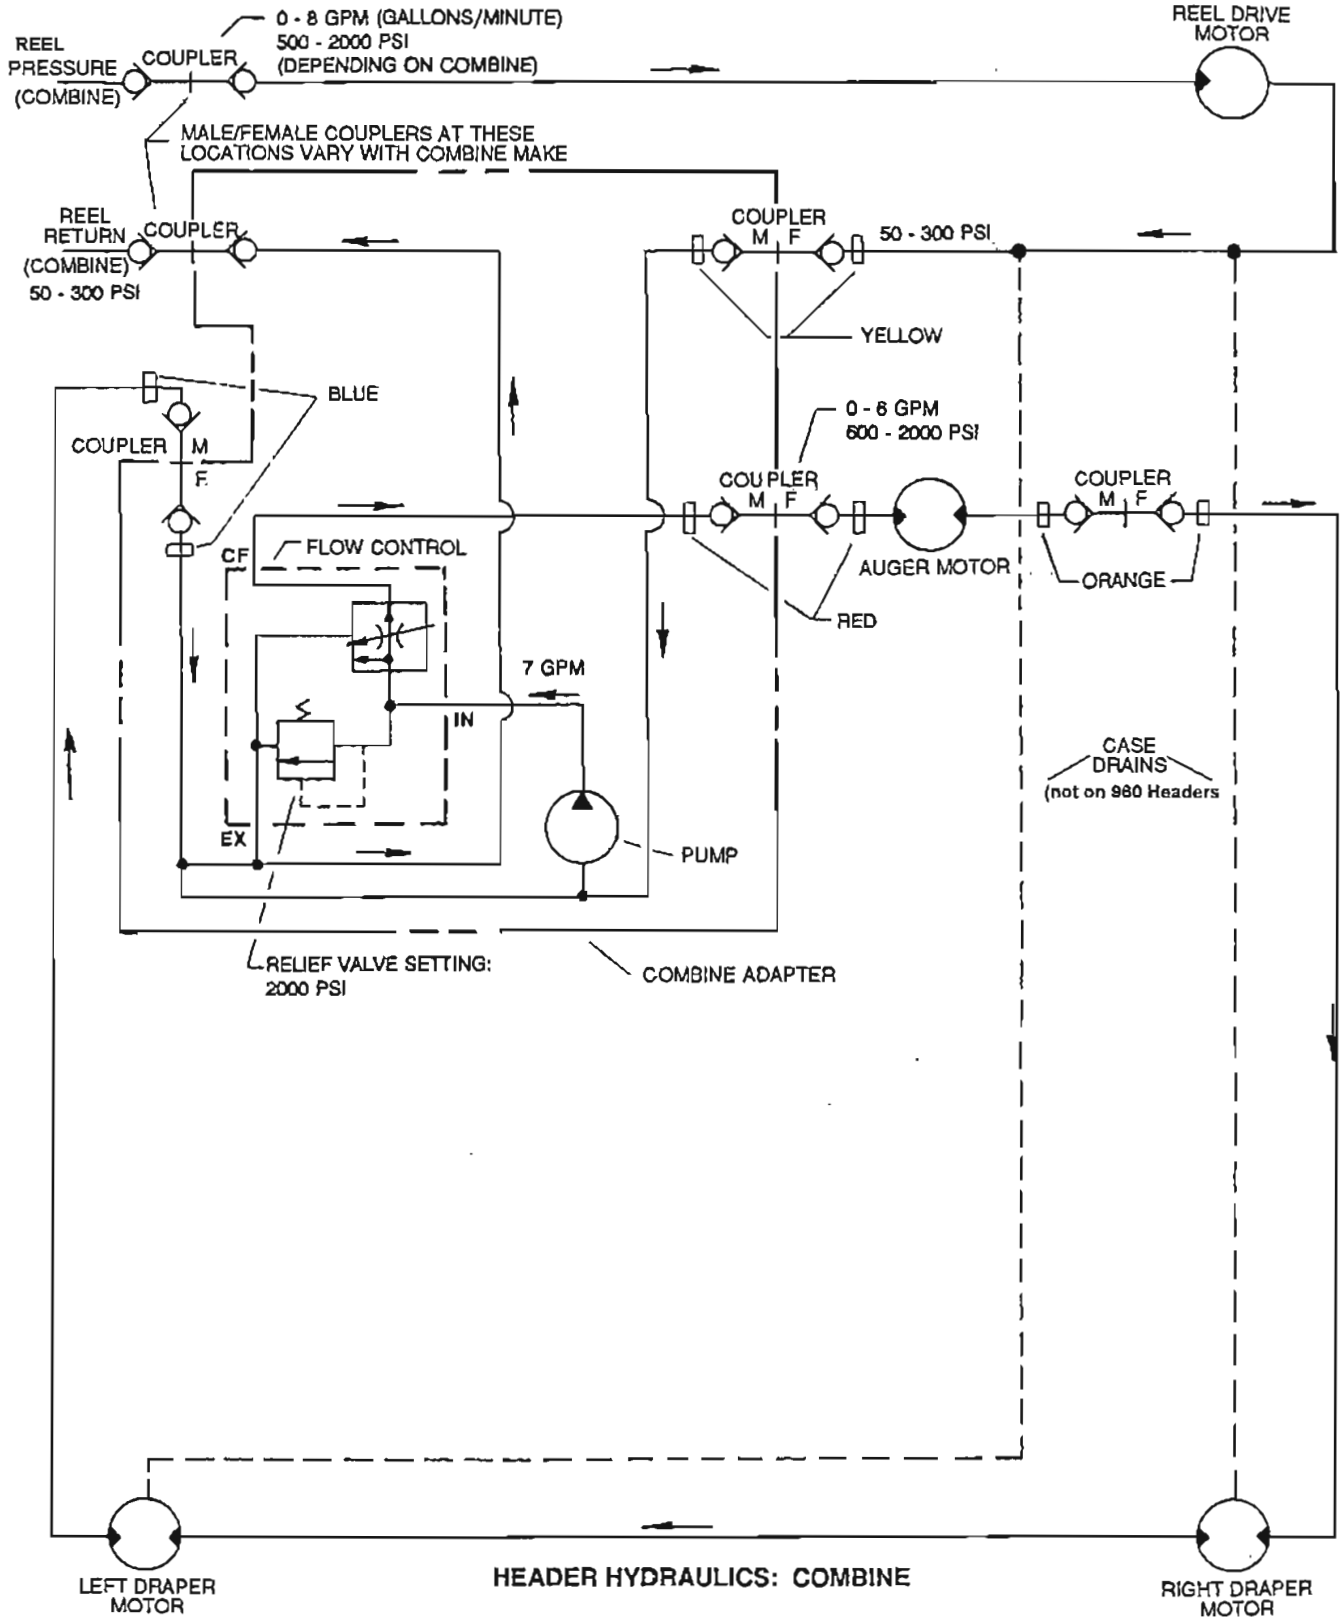 0 - 8 GPM (GALLONS/MINUTE)
500 - 2000 PSI
(DEPENDING ON COMBINE)
REEL DRIVE
MOTOR
REEL
PRESSURE
(COMBINE)
COUPLER
MALE/FEMALE COUPLERS AT THESE
LOCATIONS VARY WITH COMBINE MAKE
REEL
RETURN
(COMBINE)
50 - 300 PSI
COUPLER
COUPLER
M F
50 - 300 PSI
YELLOW
BLUE
COUPLER M
F
0 - 6 GPM
600 - 2000 PSI
COUPLER
M F
COUPLER
M F
CF
FLOW CONTROL
AUGER MOTOR
ORANGE
RED
7 GPM
IN
CASE
DRAINS
(not on 960 Headers
EX
PUMP
RELIEF VALVE SETTING:
2000 PSI
COMBINE ADAPTER
LEFT DRAPER
MOTOR
HEADER HYDRAULICS: COMBINE
RIGHT DRAPER
MOTOR